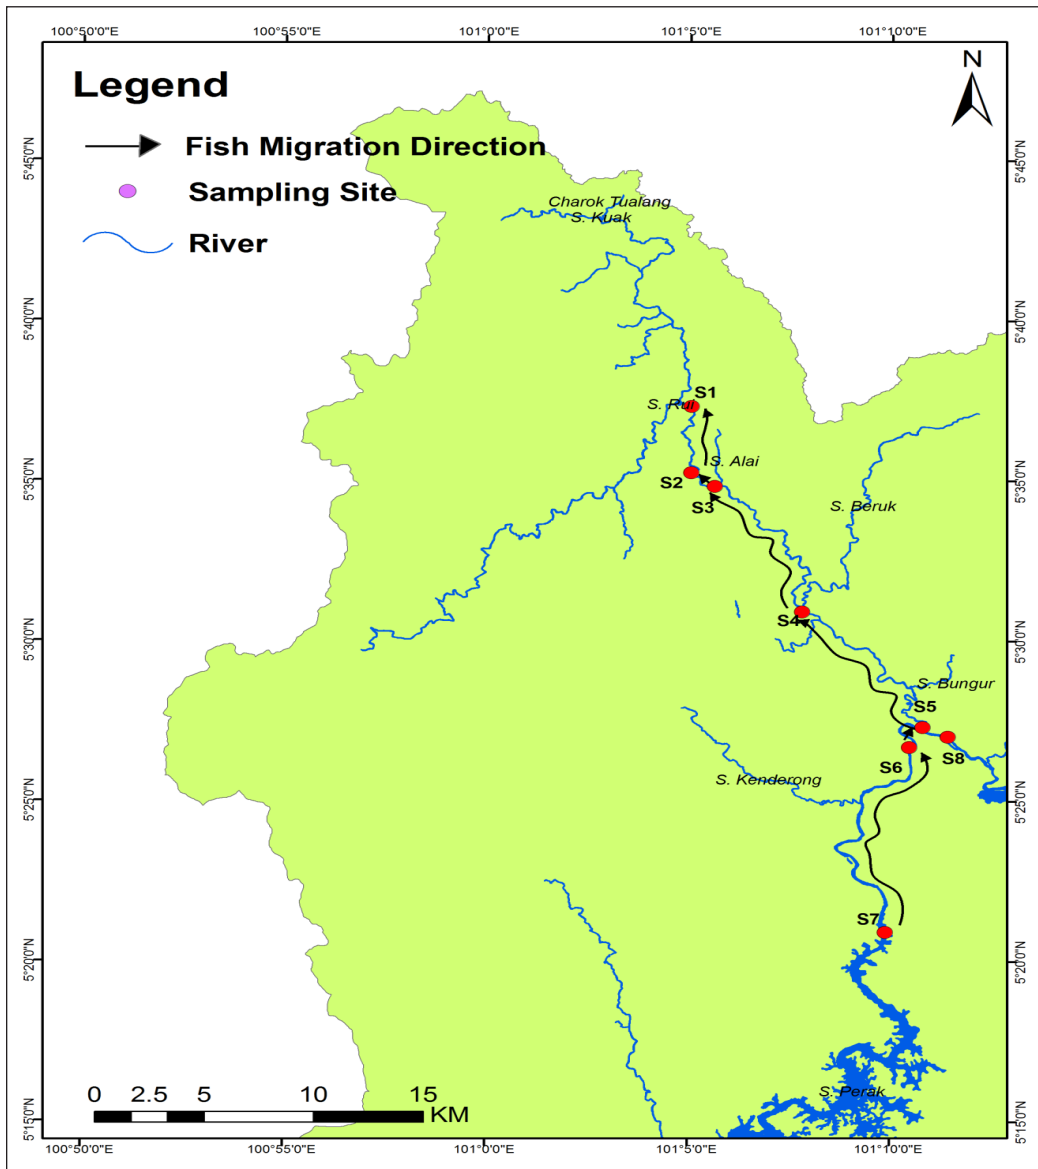 100°50'0"E 100°55'0"E 101°0'0"E 101°5'0"E 101°10'0"E
Legend
N
Fish Migration Direction
Sampling Site
River
5°45'0"N
5°45'0"N
Charok Tualang
S. Kuak
5°40'0"N
5°40'0"N
S1
S. Rui
S. Alai
S2
S3
5°35'0"N
5°35'0"N
S. Beruk
S4
5°30'0"N
5°30'0"N
S. Bungur
S5
S6
S8
S. Kenderong
5°25'0"N
5°25'0"N
S7
5°20'0"N
5°20'0"N
S. Perak
0 2.5 5 10 15
KM
5°15'0"N
5°15'0"N
100°50'0"E 100°55'0"E 101°0'0"E 101°5'0"E 101°10'0"E